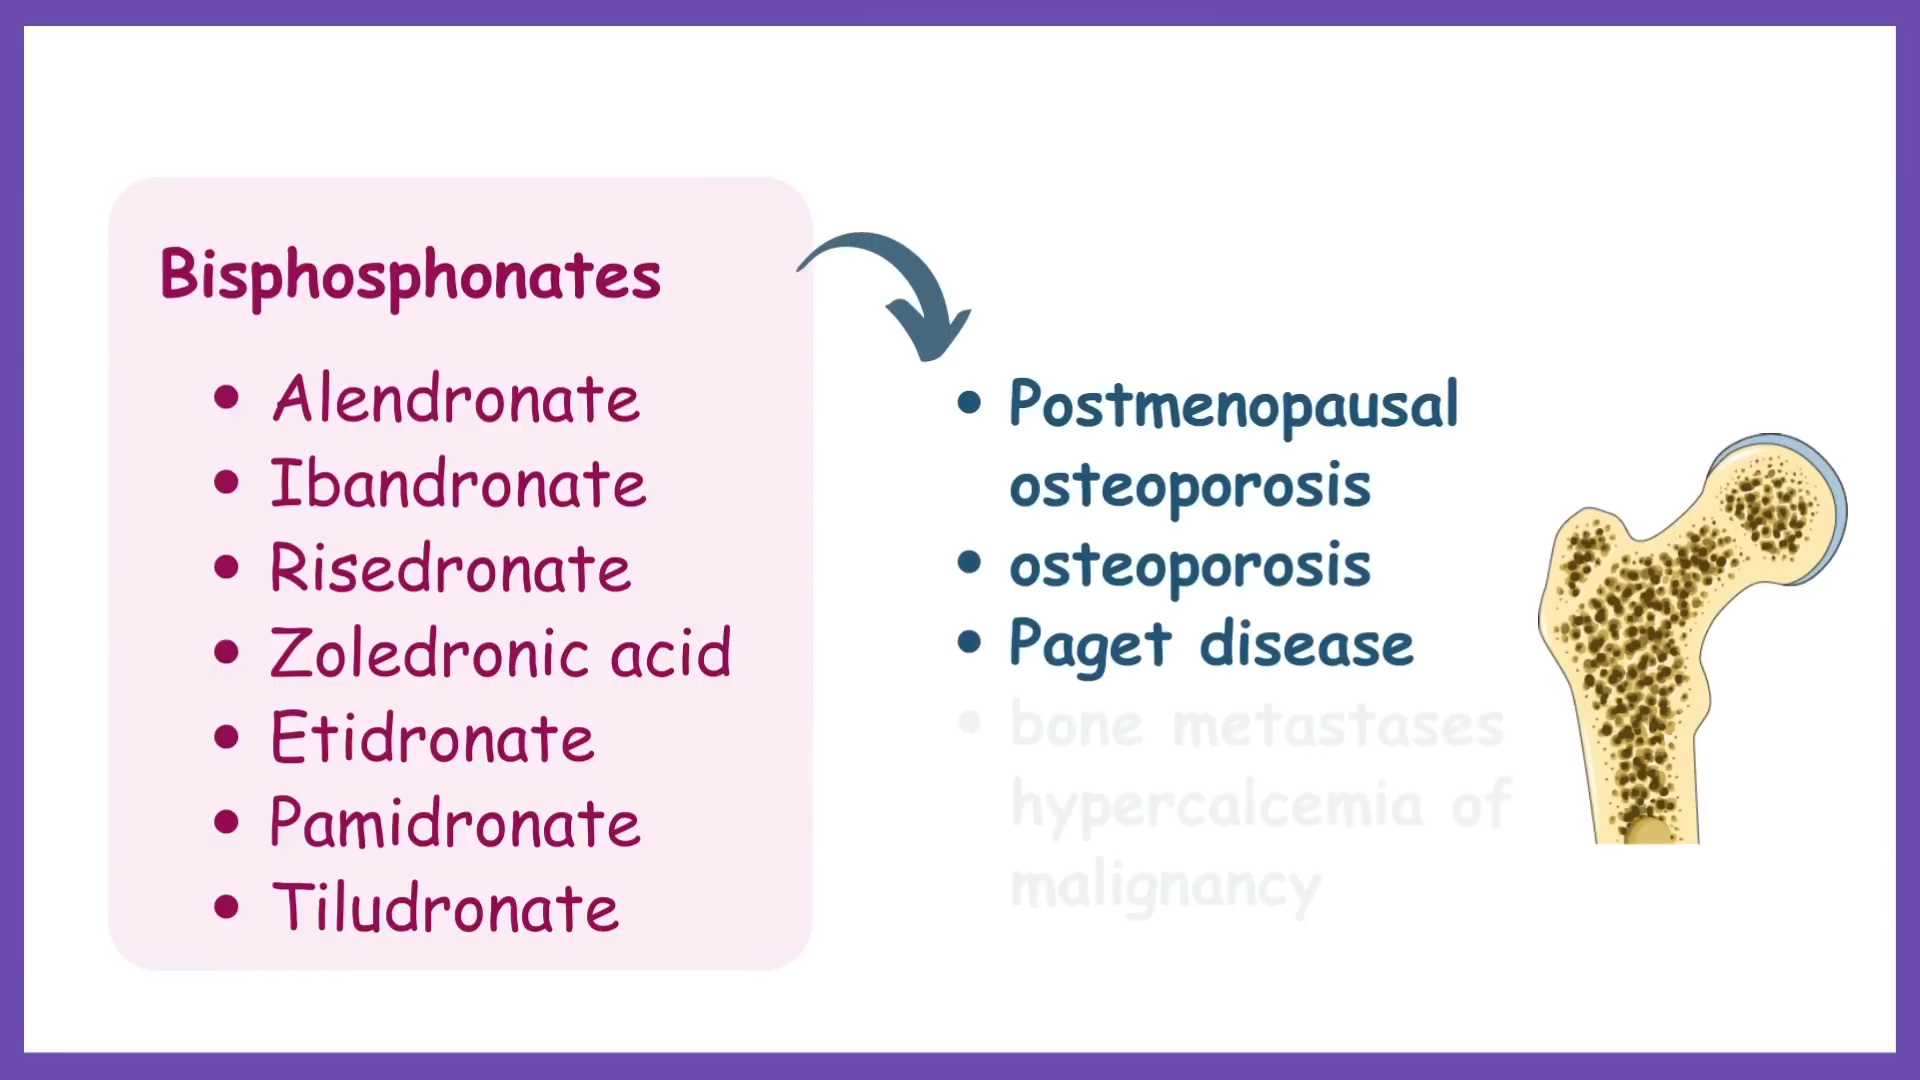 Bisphosphonates
• Alendronate
• Ibandronate
• Risedronate
• Zoledronic acid
• Etidronate
• Pamidronate
• Tiludronate
• Postmenopausal
osteoporosis
• osteoporosis
• Paget disease
• bone metastases
hypercalcemia of
malignancy